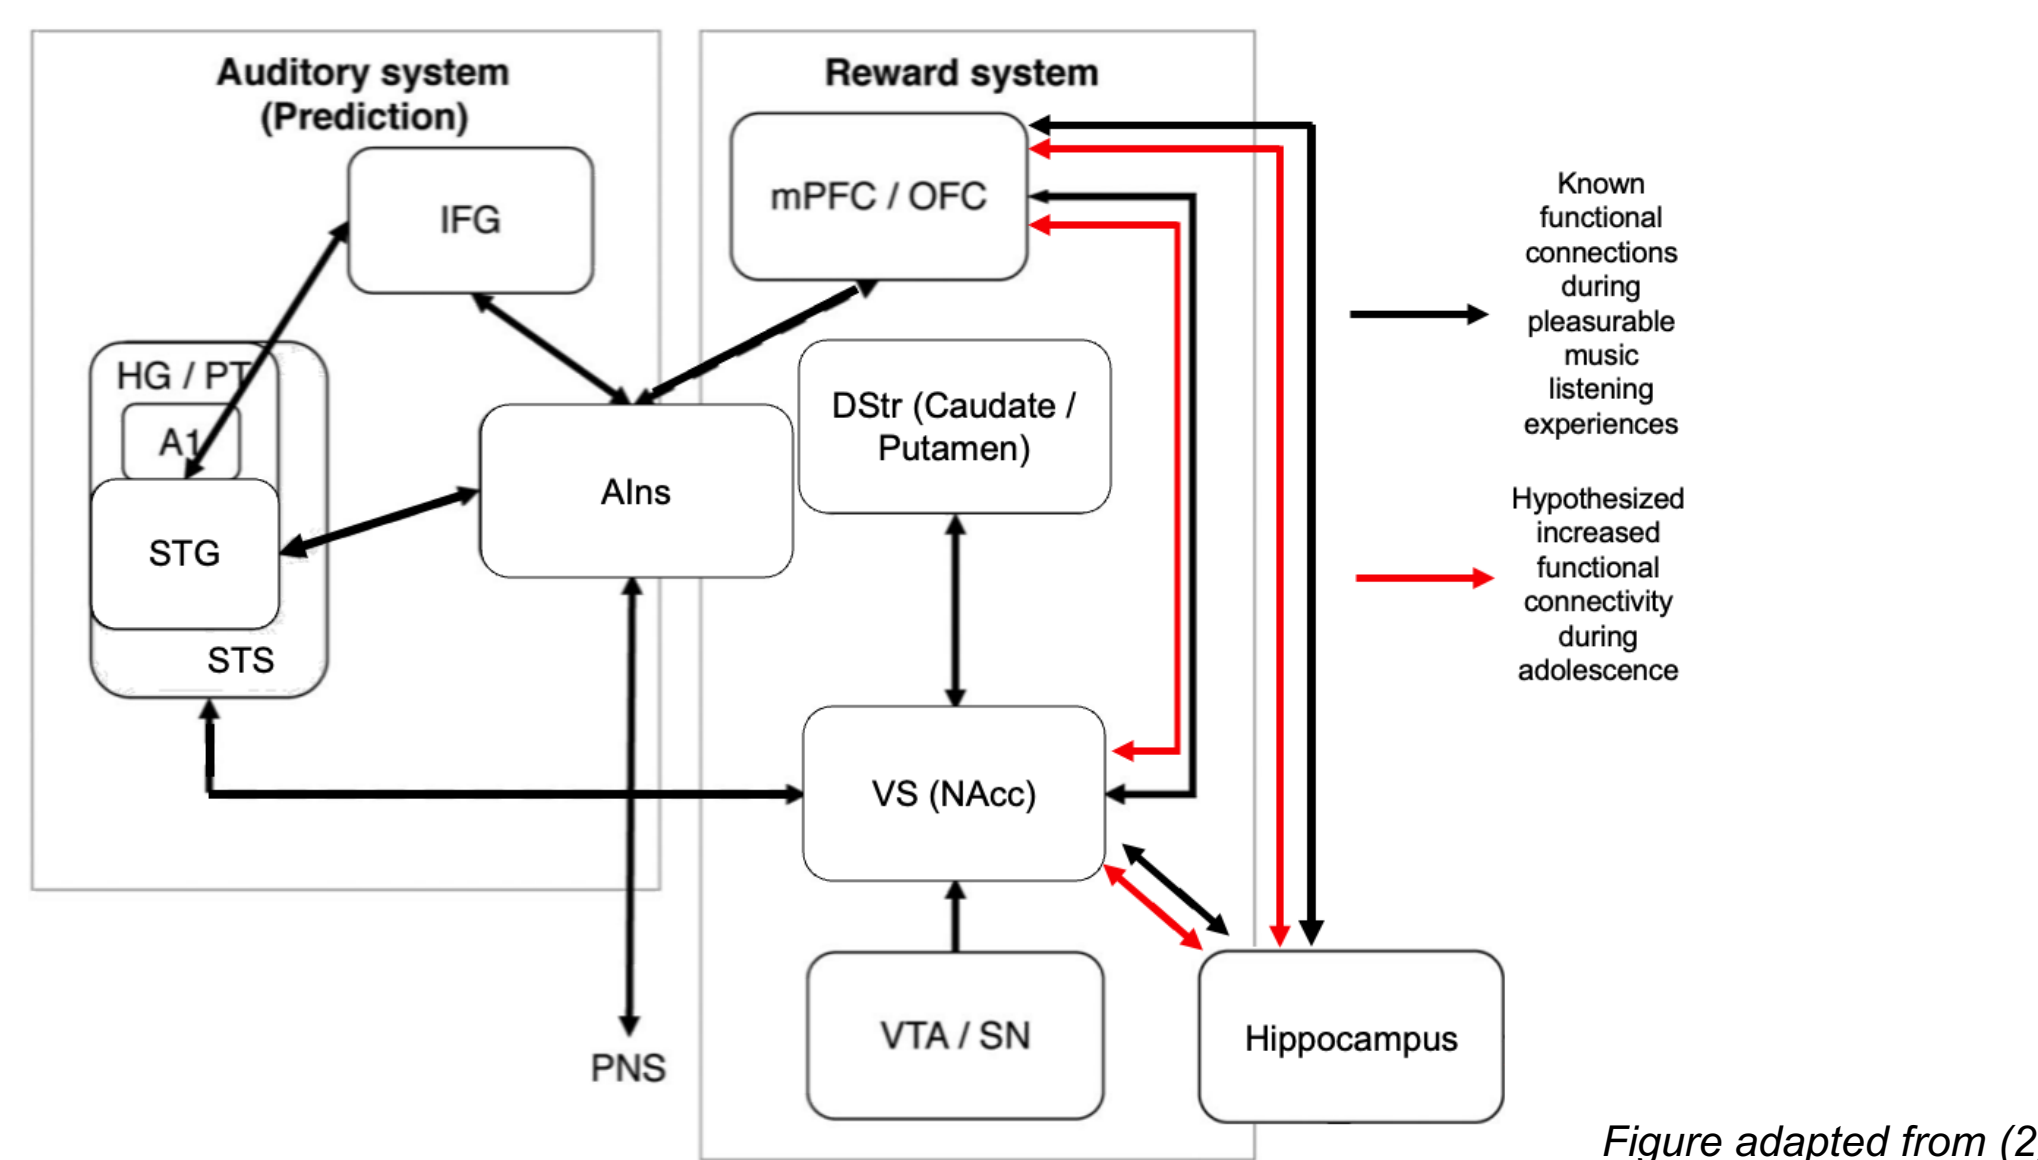 Auditory system
(Prediction)
Reward system
IFG
mPFC / OFC
HG / PT
A1
STG
STS
AIns
DStr (Caudate /
Putamen)
VS (NAcc)
VTA / SN
PNS
Hippocampus
Known
functional
connections
during
pleasurable
music
listening
experiences
Hypothesized
increased
functional
connectivity
during
adolescence
Figure adapted from (2